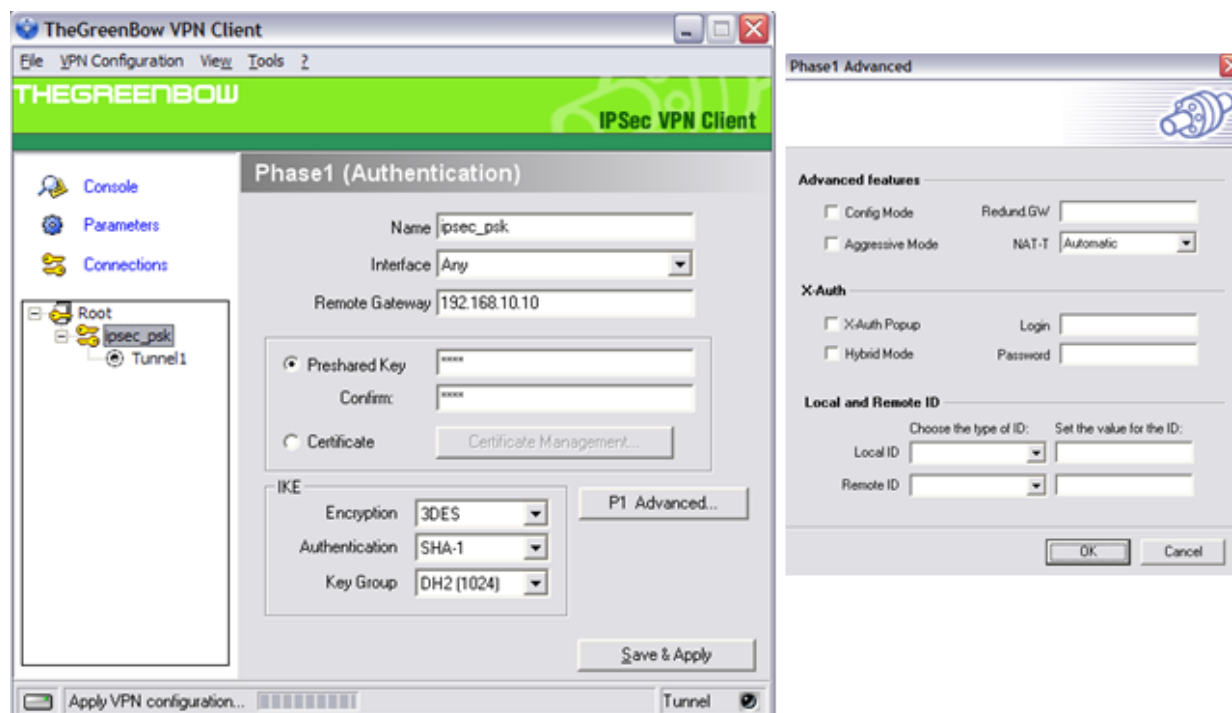 TheGreenBow VPN Client
File VPN Configuration View Tools ?
THEGREENBOW
IPSec VPN Client
Console
Parameters
Connections
Root
ipsec_psk
Tunnel1
Phase1 (Authentication)
Name ipsec_psk
Interface Any
Remote Gateway 192.168.10.10
Preshared Key ****
Confirm: ****
Certificate Certificate Management...
IKE
Encryption 3DES
Authentication SHA-1
Key Group DH2 (1024)
P1 Advanced...
Save & Apply
Apply VPN configuration... Tunnel
Phase1 Advanced
Advanced features
Config Mode Redund.GW
Aggressive Mode NAT-T Automatic
X-Auth
X-Auth Popup Login
Hybrid Mode Password
Local and Remote ID
Choose the type of ID: Set the value for the ID:
Local ID
Remote ID
OK Cancel